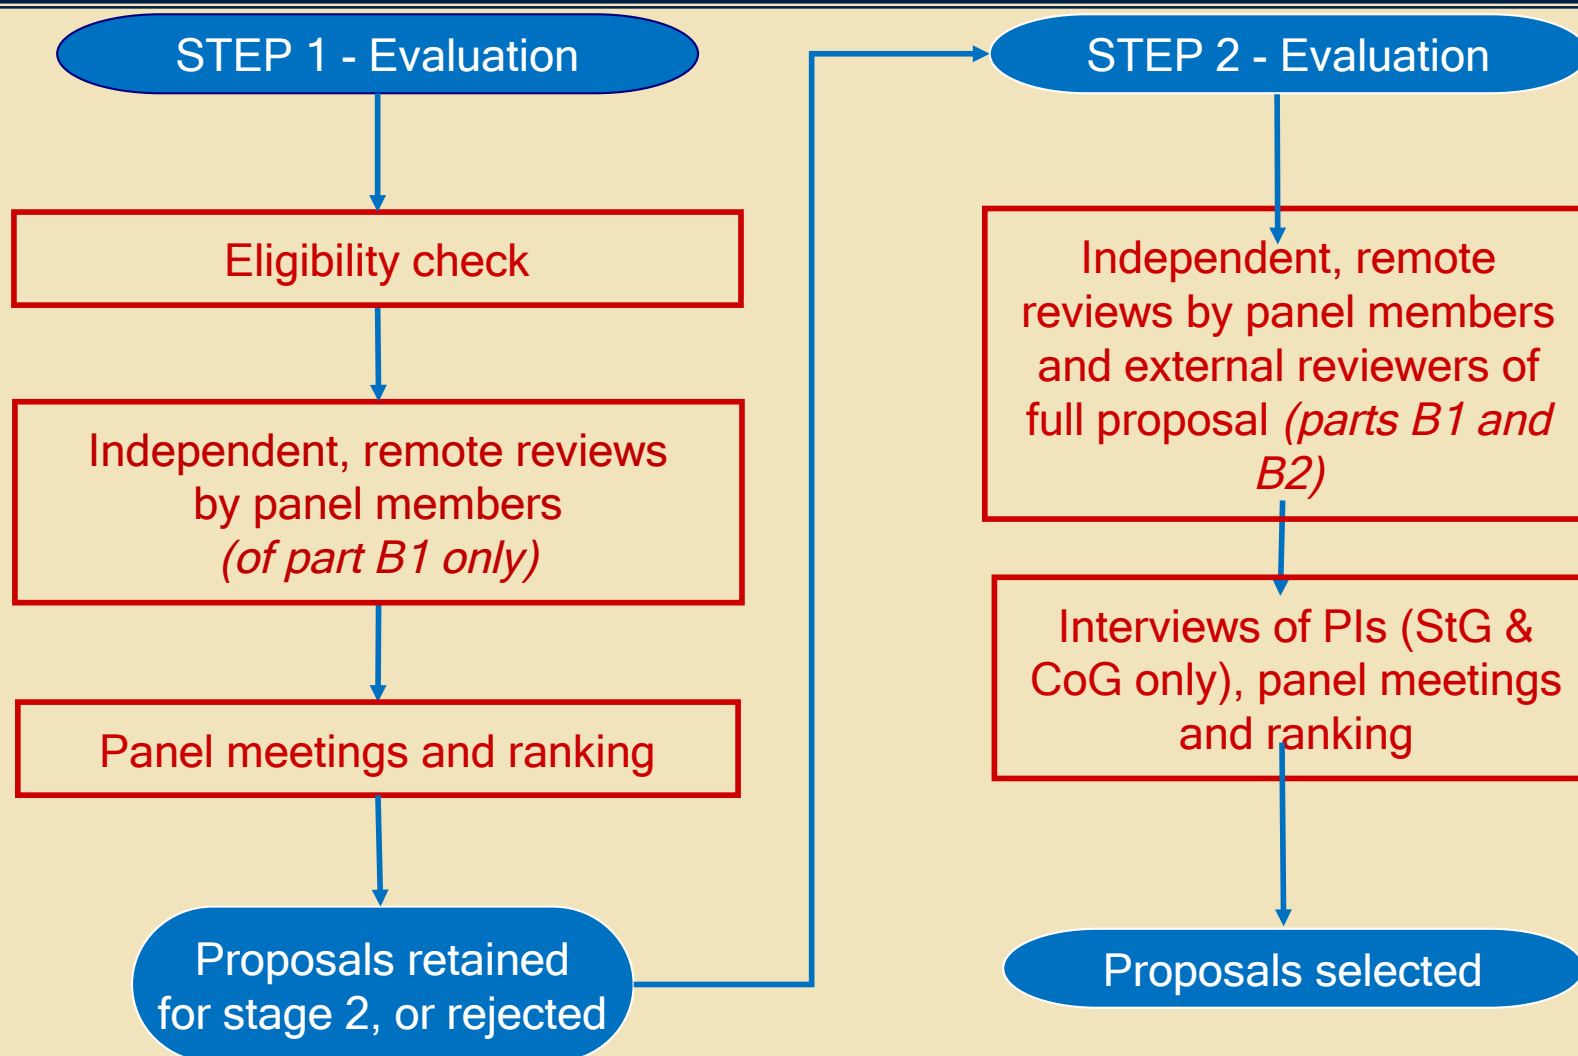 STEP 1 - Evaluation
Eligibility check
Independent, remote reviews
by panel members
(of part B1 only)
Panel meetings and ranking
Proposals retained
for stage 2, or rejected
STEP 2 - Evaluation
Independent, remote
reviews by panel members
and external reviewers of
full proposal (parts B1 and
B2)
Interviews of PIs (StG &
CoG only), panel meetings
and ranking
Proposals selected